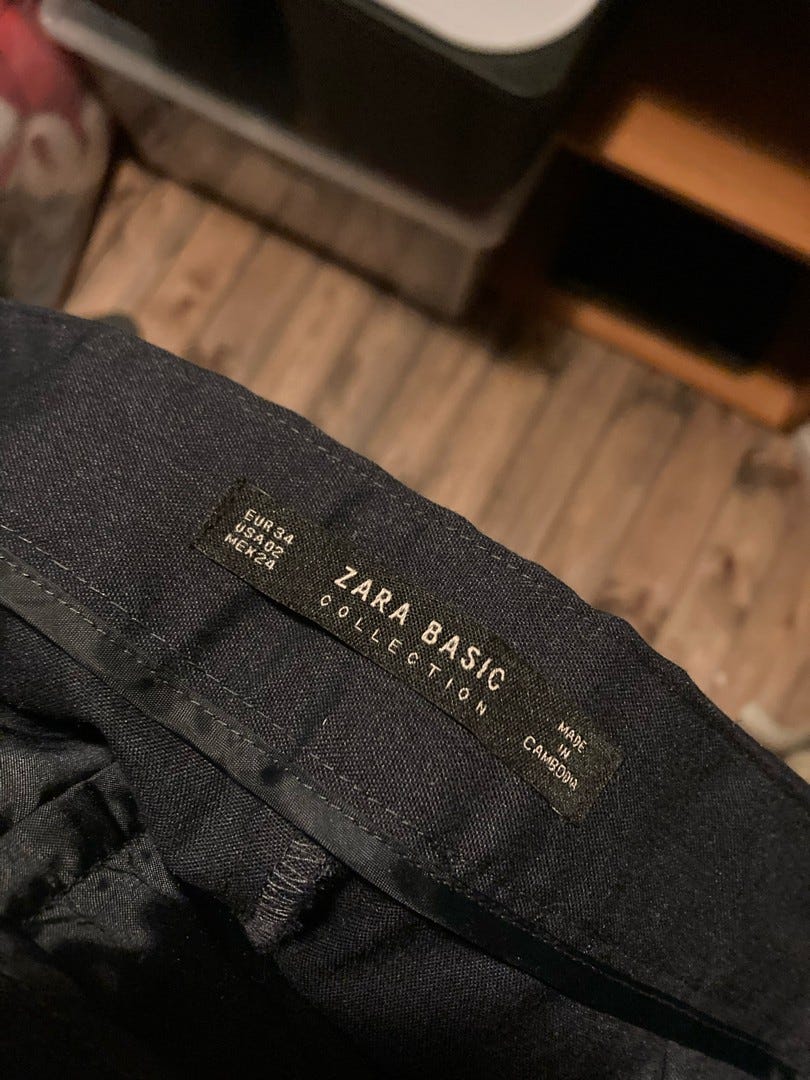 EUR 34
USA 02
MEX 24
ZARA BASIC
COLLECTION
MADE
IN
CAMBODIA